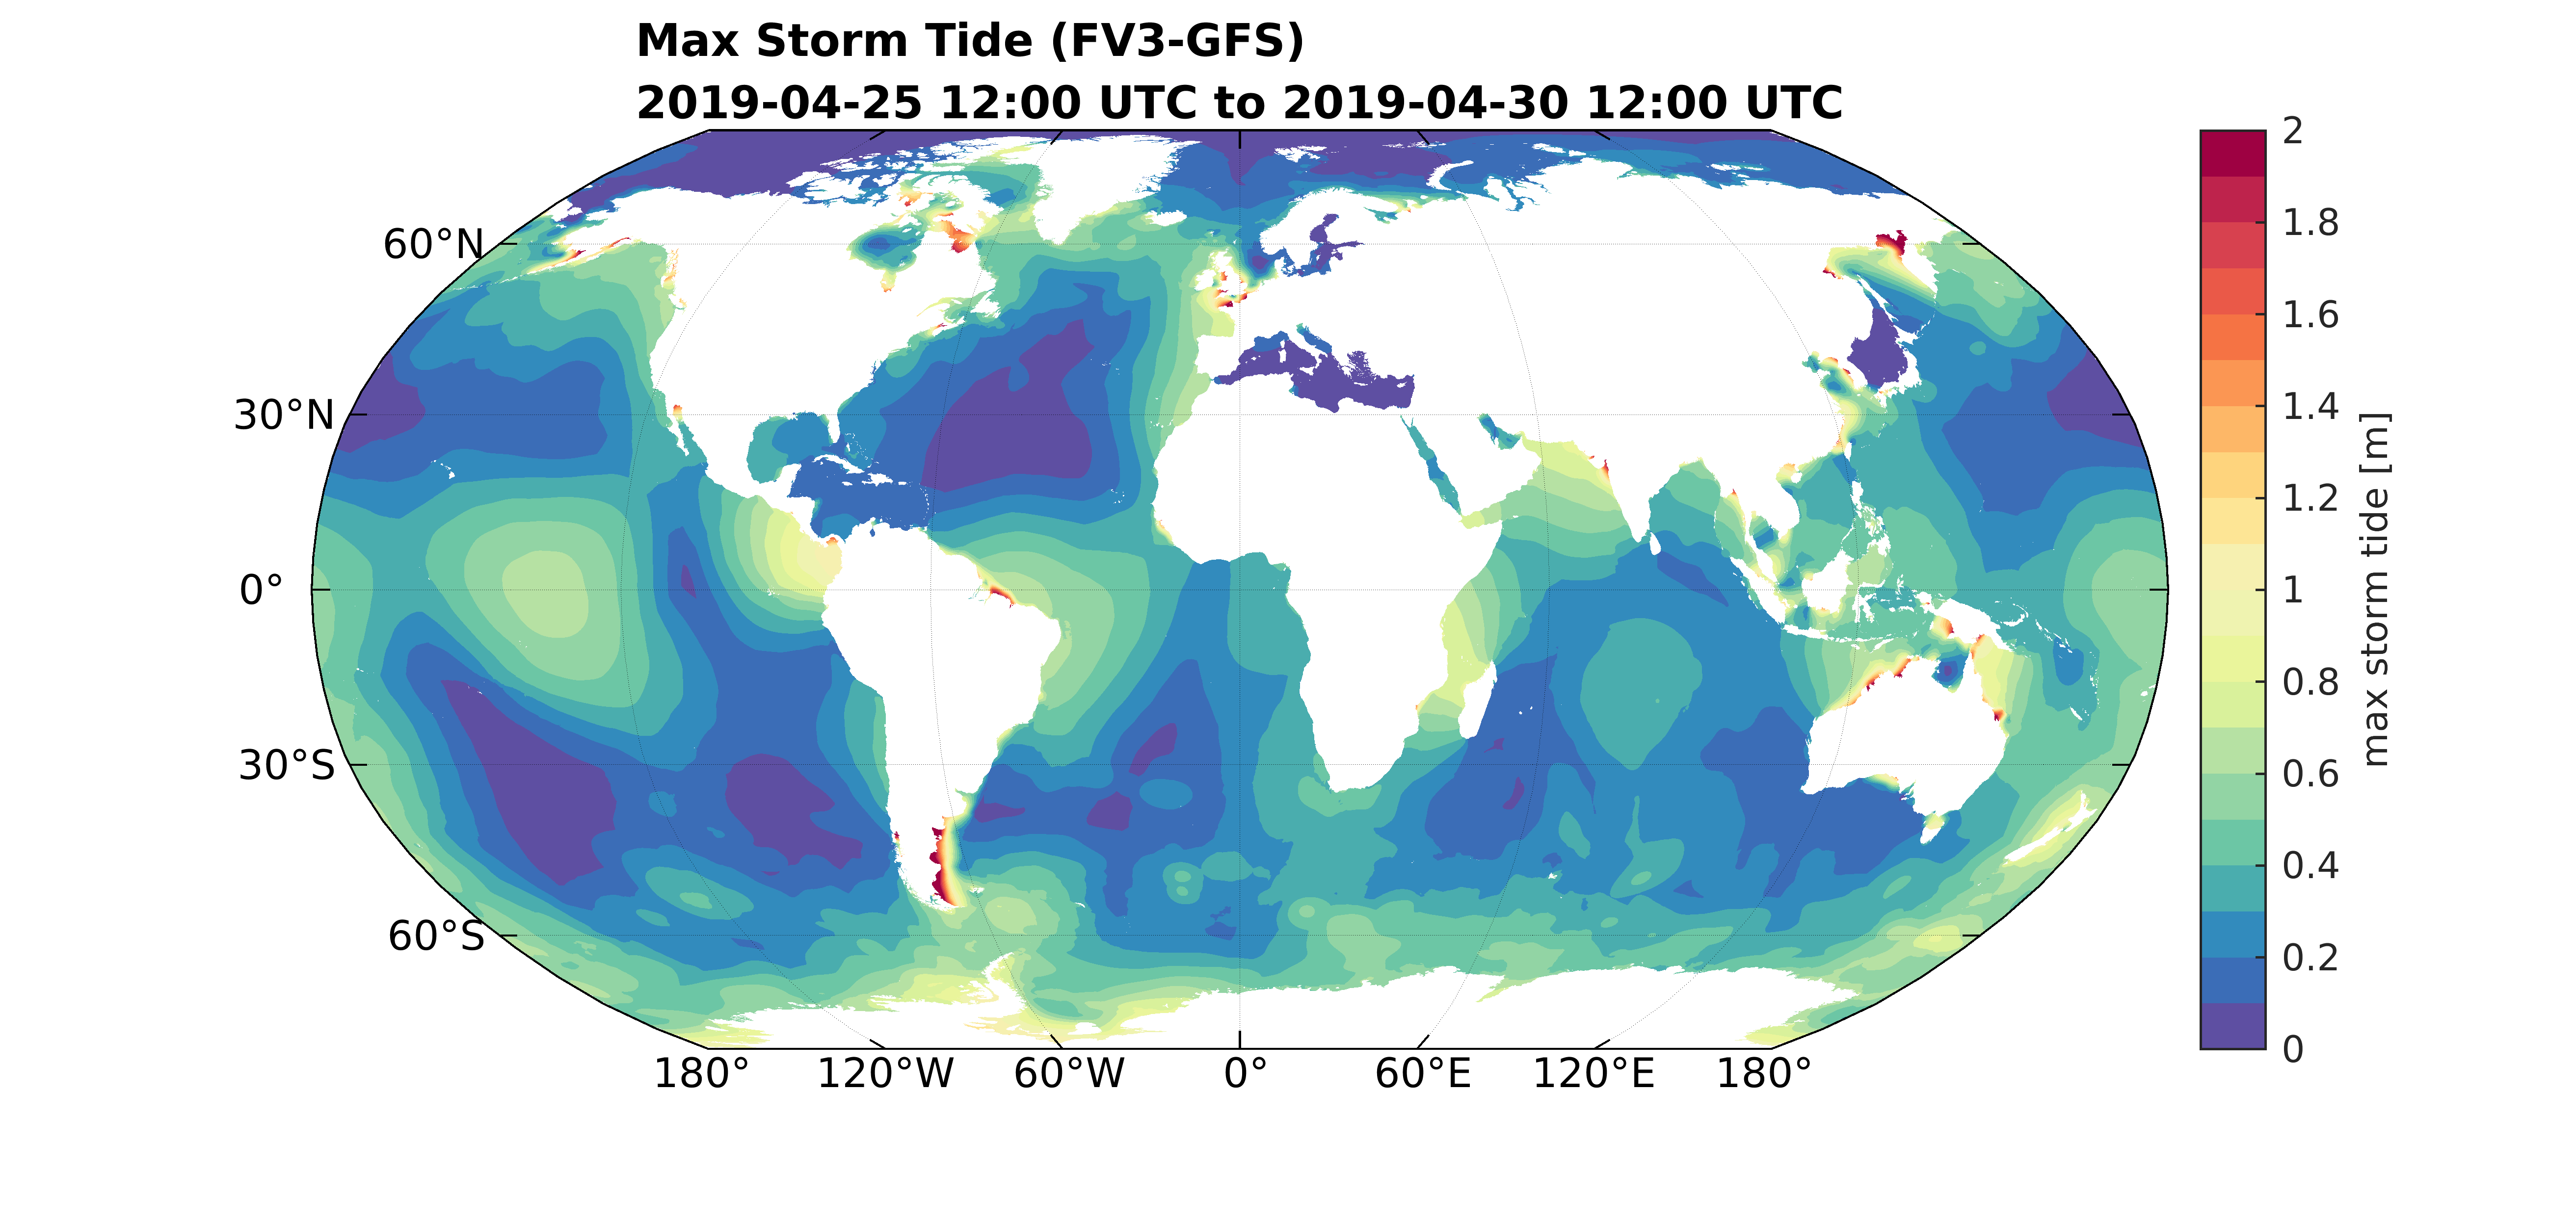 Max Storm Tide (FV3-GFS)
2019-04-25 12:00 UTC to 2019-04-30 12:00 UTC
60°N
30°N
0°
30°S
60°S
180°
120°W
60°W
0°
60°E
120°E
180°
2
1.8
1.6
1.4
1.2
1
0.8
0.6
0.4
0.2
0
max storm tide [m]